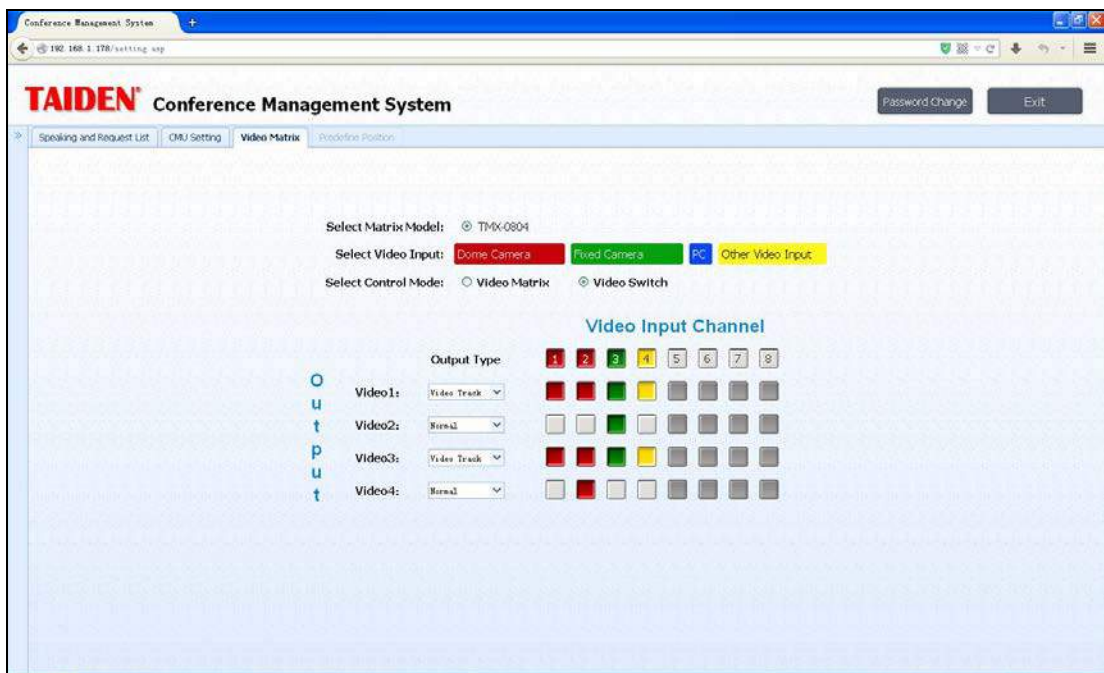 Conference Management System
192.168.1.178/setting.asp
TAIDEN® Conference Management System
Password Change
Exit
Speaking and Request List
CMU Setting
Video Matrix
Predefine Position
Select Matrix Model: TMX-0804
Select Video Input: Dome Camera Fixed Camera PC Other Video Input
Select Control Mode: Video Matrix Video Switch
Video Input Channel
Output Type 1 2 3 4 5 6 7 8
Output
Video1: Video Track
Video2: Normal
Video3: Video Track
Video4: Normal